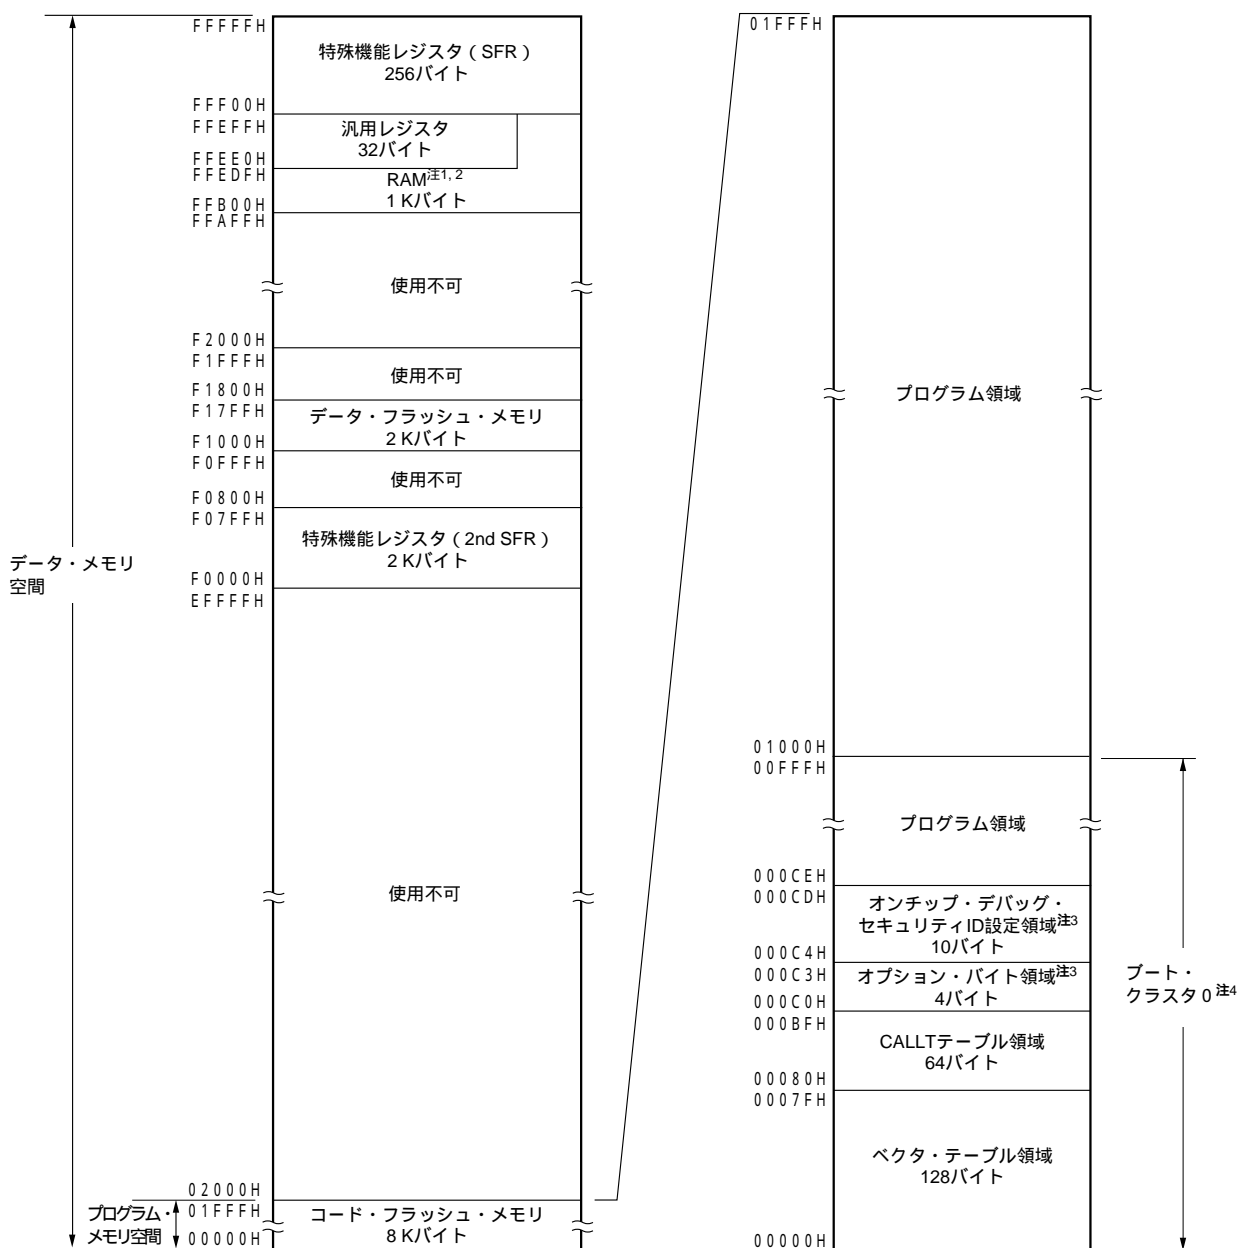 FFFFFH
特殊機能レジスタ(SFR)
256バイト
FFF00H
FFEFFH
汎用レジスタ
32バイト
FFEE0H
FFEDFH
RAM注1, 2
1 Kバイト
FFB00H
FFAFFH
使用不可
F2000H
F1FFFH
使用不可
F1800H
F17FFH
データ・フラッシュ・メモリ
2 Kバイト
F1000H
F0FFFH
使用不可
F0800H
F07FFH
特殊機能レジスタ(2nd SFR)
2 Kバイト
F0000H
EFFFFH
データ・メモリ
空間
使用不可
02000H
01FFFH
プログラム・
メモリ空間
コード・フラッシュ・メモリ
8 Kバイト
00000H
01FFFH
プログラム領域
01000H
00FFFH
プログラム領域
000CEH
000CDH
オンチップ・デバッグ・
セキュリティID設定領域注3
10バイト
000C4H
000C3H
オプション・バイト領域注3
4バイト
000C0H
000BFH
CALLTテーブル領域
64バイト
00080H
0007FH
ベクタ・テーブル領域
128バイト
00000H
ブート・
クラスタ0注4